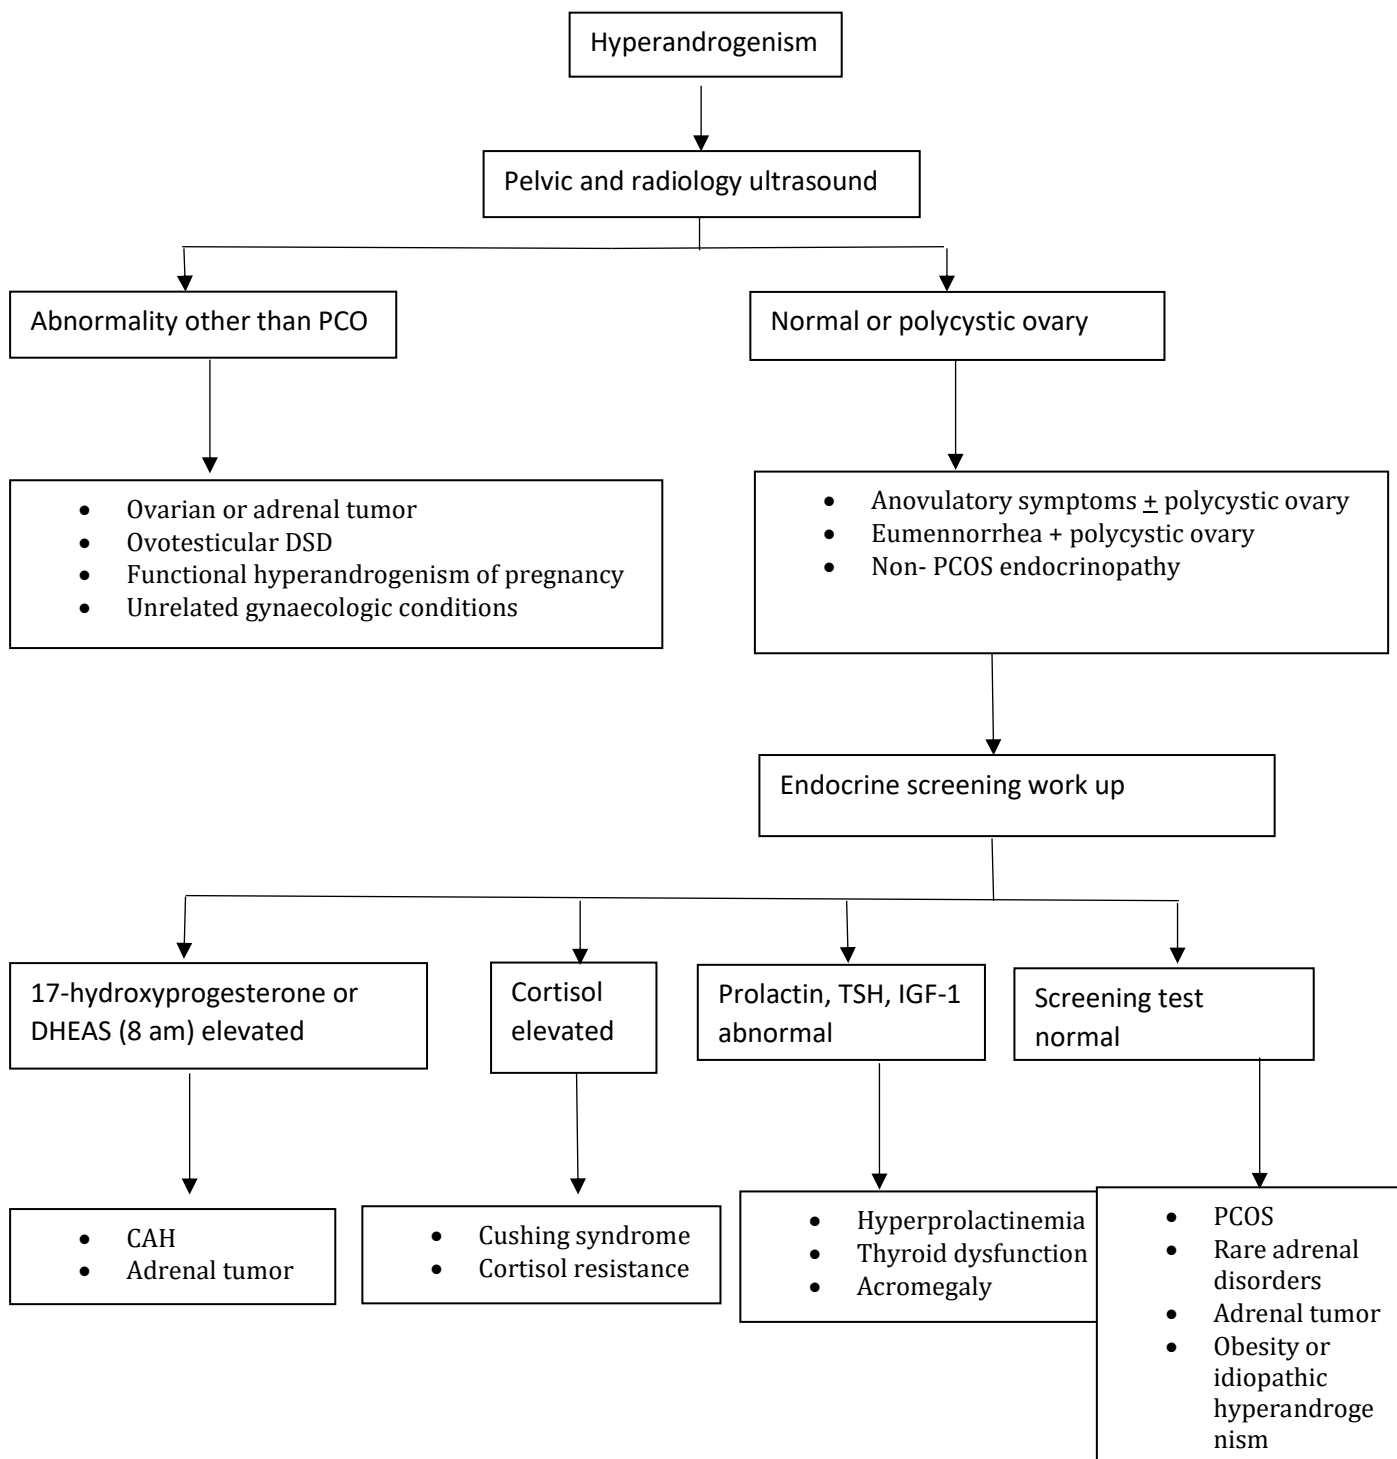 Hyperandrogenism
Pelvic and radiology ultrasound
Abnormality other than PCO
Normal or polycystic ovary
• Ovarian or adrenal tumor
• Ovotesticular DSD
• Functional hyperandrogenism of pregnancy
• Unrelated gynaecologic conditions
• Anovulatory symptoms + polycystic ovary
• Eumennorrhea + polycystic ovary
• Non- PCOS endocrinopathy
Endocrine screening work up
17-hydroxyprogesterone or
DHEAS (8 am) elevated
Cortisol
elevated
Prolactin, TSH, IGF-1
abnormal
Screening test
normal
• CAH
• Adrenal tumor
• Cushing syndrome
• Cortisol resistance
• Hyperprolactinemia
• Thyroid dysfunction
• Acromegaly
• PCOS
• Rare adrenal
disorders
• Adrenal tumor
• Obesity or
idiopathic
hyperandroge
nism